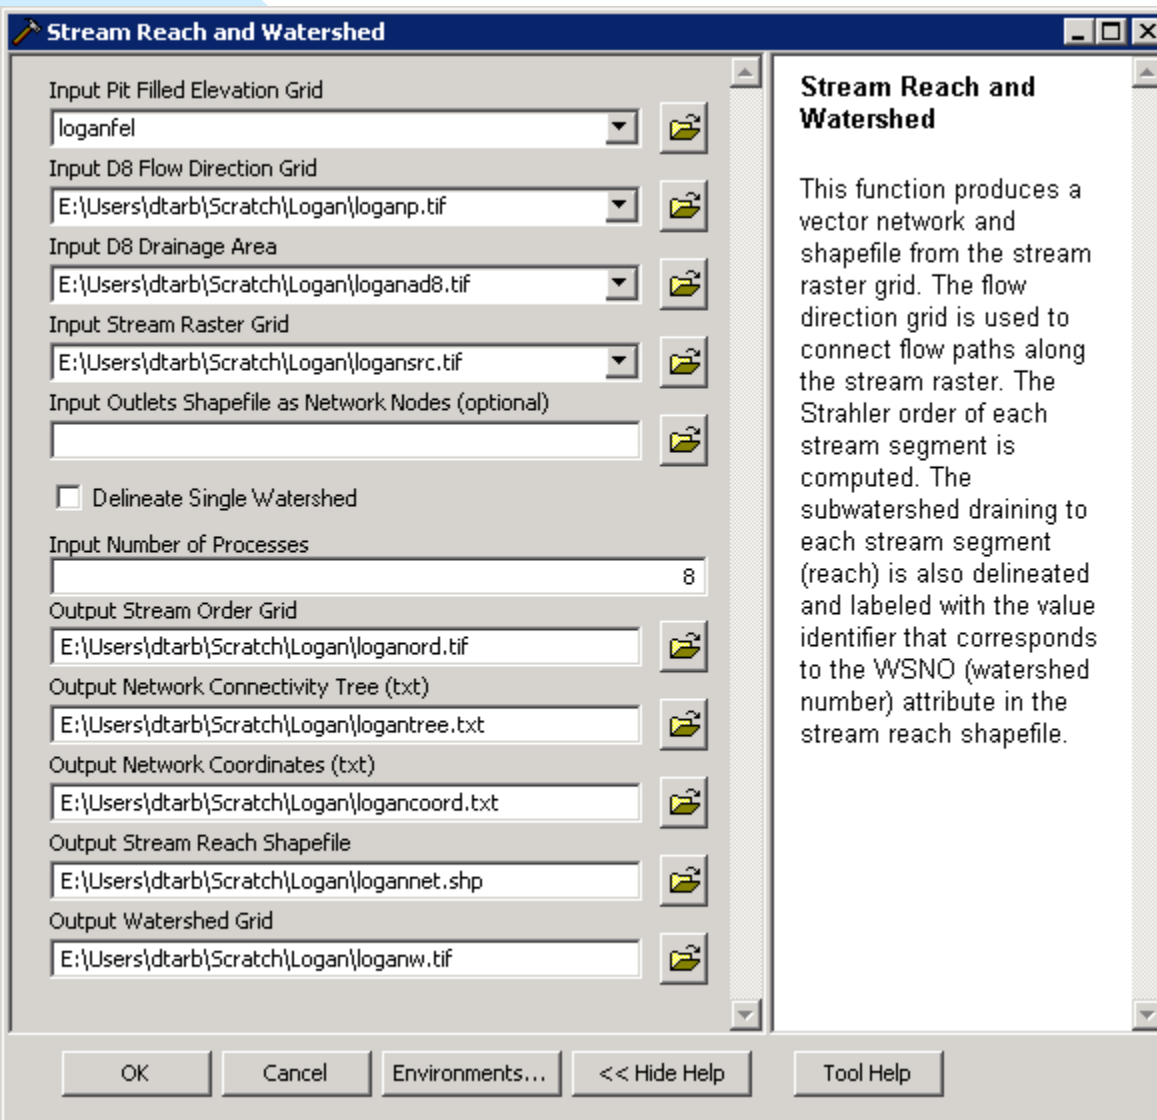 Stream Reach and Watershed
Input Pit Filled Elevation Grid
loganfel
Input D8 Flow Direction Grid
E:\Users\dtarb\Scratch\Logan\loganp.tif
Input D8 Drainage Area
E:\Users\dtarb\Scratch\Logan\loganad8.tif
Input Stream Raster Grid
E:\Users\dtarb\Scratch\Logan\logansrc.tif
Input Outlets Shapefile as Network Nodes (optional)
Delineate Single Watershed
Input Number of Processes
8
Output Stream Order Grid
E:\Users\dtarb\Scratch\Logan\loganord.tif
Output Network Connectivity Tree (txt)
E:\Users\dtarb\Scratch\Logan\logantree.txt
Output Network Coordinates (txt)
E:\Users\dtarb\Scratch\Logan\logancoord.txt
Output Stream Reach Shapefile
E:\Users\dtarb\Scratch\Logan\logannet.shp
Output Watershed Grid
E:\Users\dtarb\Scratch\Logan\loganw.tif
Stream Reach and
Watershed
This function produces a
vector network and
shapefile from the stream
raster grid. The flow
direction grid is used to
connect flow paths along
the stream raster. The
Strahler order of each
stream segment is
computed. The
subwatershed draining to
each stream segment
(reach) is also delineated
and labeled with the value
identifier that corresponds
to the WSNO (watershed
number) attribute in the
stream reach shapefile.
OK
Cancel
Environments...
<< Hide Help
Tool Help